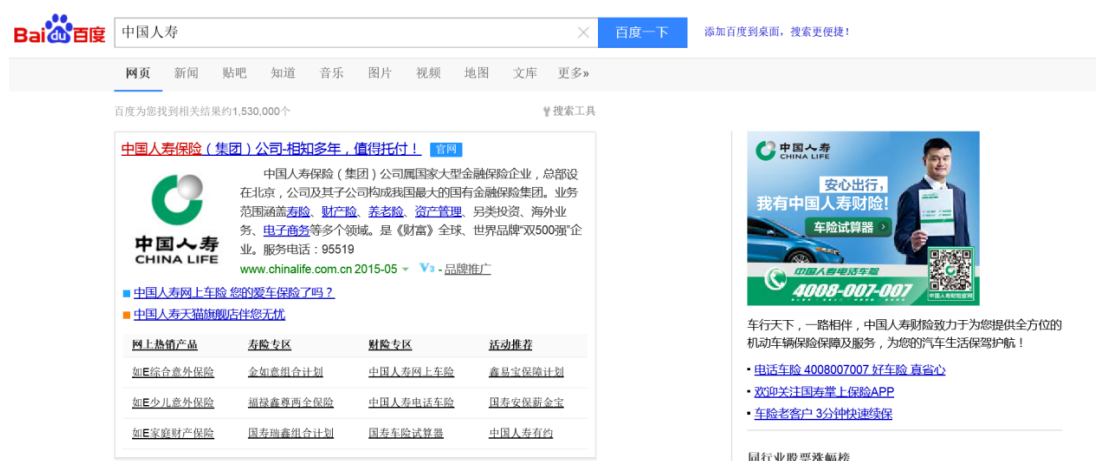 Bai du 百度
中国人寿
百度一下
添加百度到桌面，搜索更便捷！
网页 新闻 贴吧 知道 音乐 图片 视频 地图 文库 更多»
百度为您找到相关结果约1,530,000个
搜索工具
中国人寿保险（集团）公司-相知多年，值得托付！ 官网
中国人寿
CHINA LIFE
中国人寿保险（集团）公司属国家大型金融保险企业，总部设
在北京，公司及其子公司构成我国最大的国有金融保险集团。业务
范围涵盖寿险、财产险、养老险、资产管理、另类投资、海外业
务、电子商务等多个领域。是《财富》全球、世界品牌“双500强”企
业。服务电话：95519
www.chinalife.com.cn 2015-05 V3 - 品牌推广
中国人寿网上车险 您的爱车保险了吗？
中国人寿天猫旗舰店伴您无忧
网上热销产品 寿险专区 财险专区 活动推荐
如E综合意外保险 金如意组合计划 中国人寿网上车险 鑫易宝保障计划
如E少儿意外保险 福禄鑫尊两全保险 中国人寿电话车险 国寿安保薪金宝
如E家庭财产保险 国寿瑞鑫组合计划 国寿车险试算器 中国人寿有约
中国人寿
CHINA LIFE
安心出行，
我有中国人寿财险！
车险试算器
中国人寿电话车险
4008-007-007
中国人寿财险官网
车行天下，一路相伴，中国人寿财险致力于为您提供全方位的
机动车辆保险保障及服务，为您的汽车生活保驾护航！
▪ 电话车险 4008007007 好车险 真省心
▪ 欢迎关注国寿掌上保险APP
▪ 车险老客户 3分钟快速续保
同行业股票涨幅榜